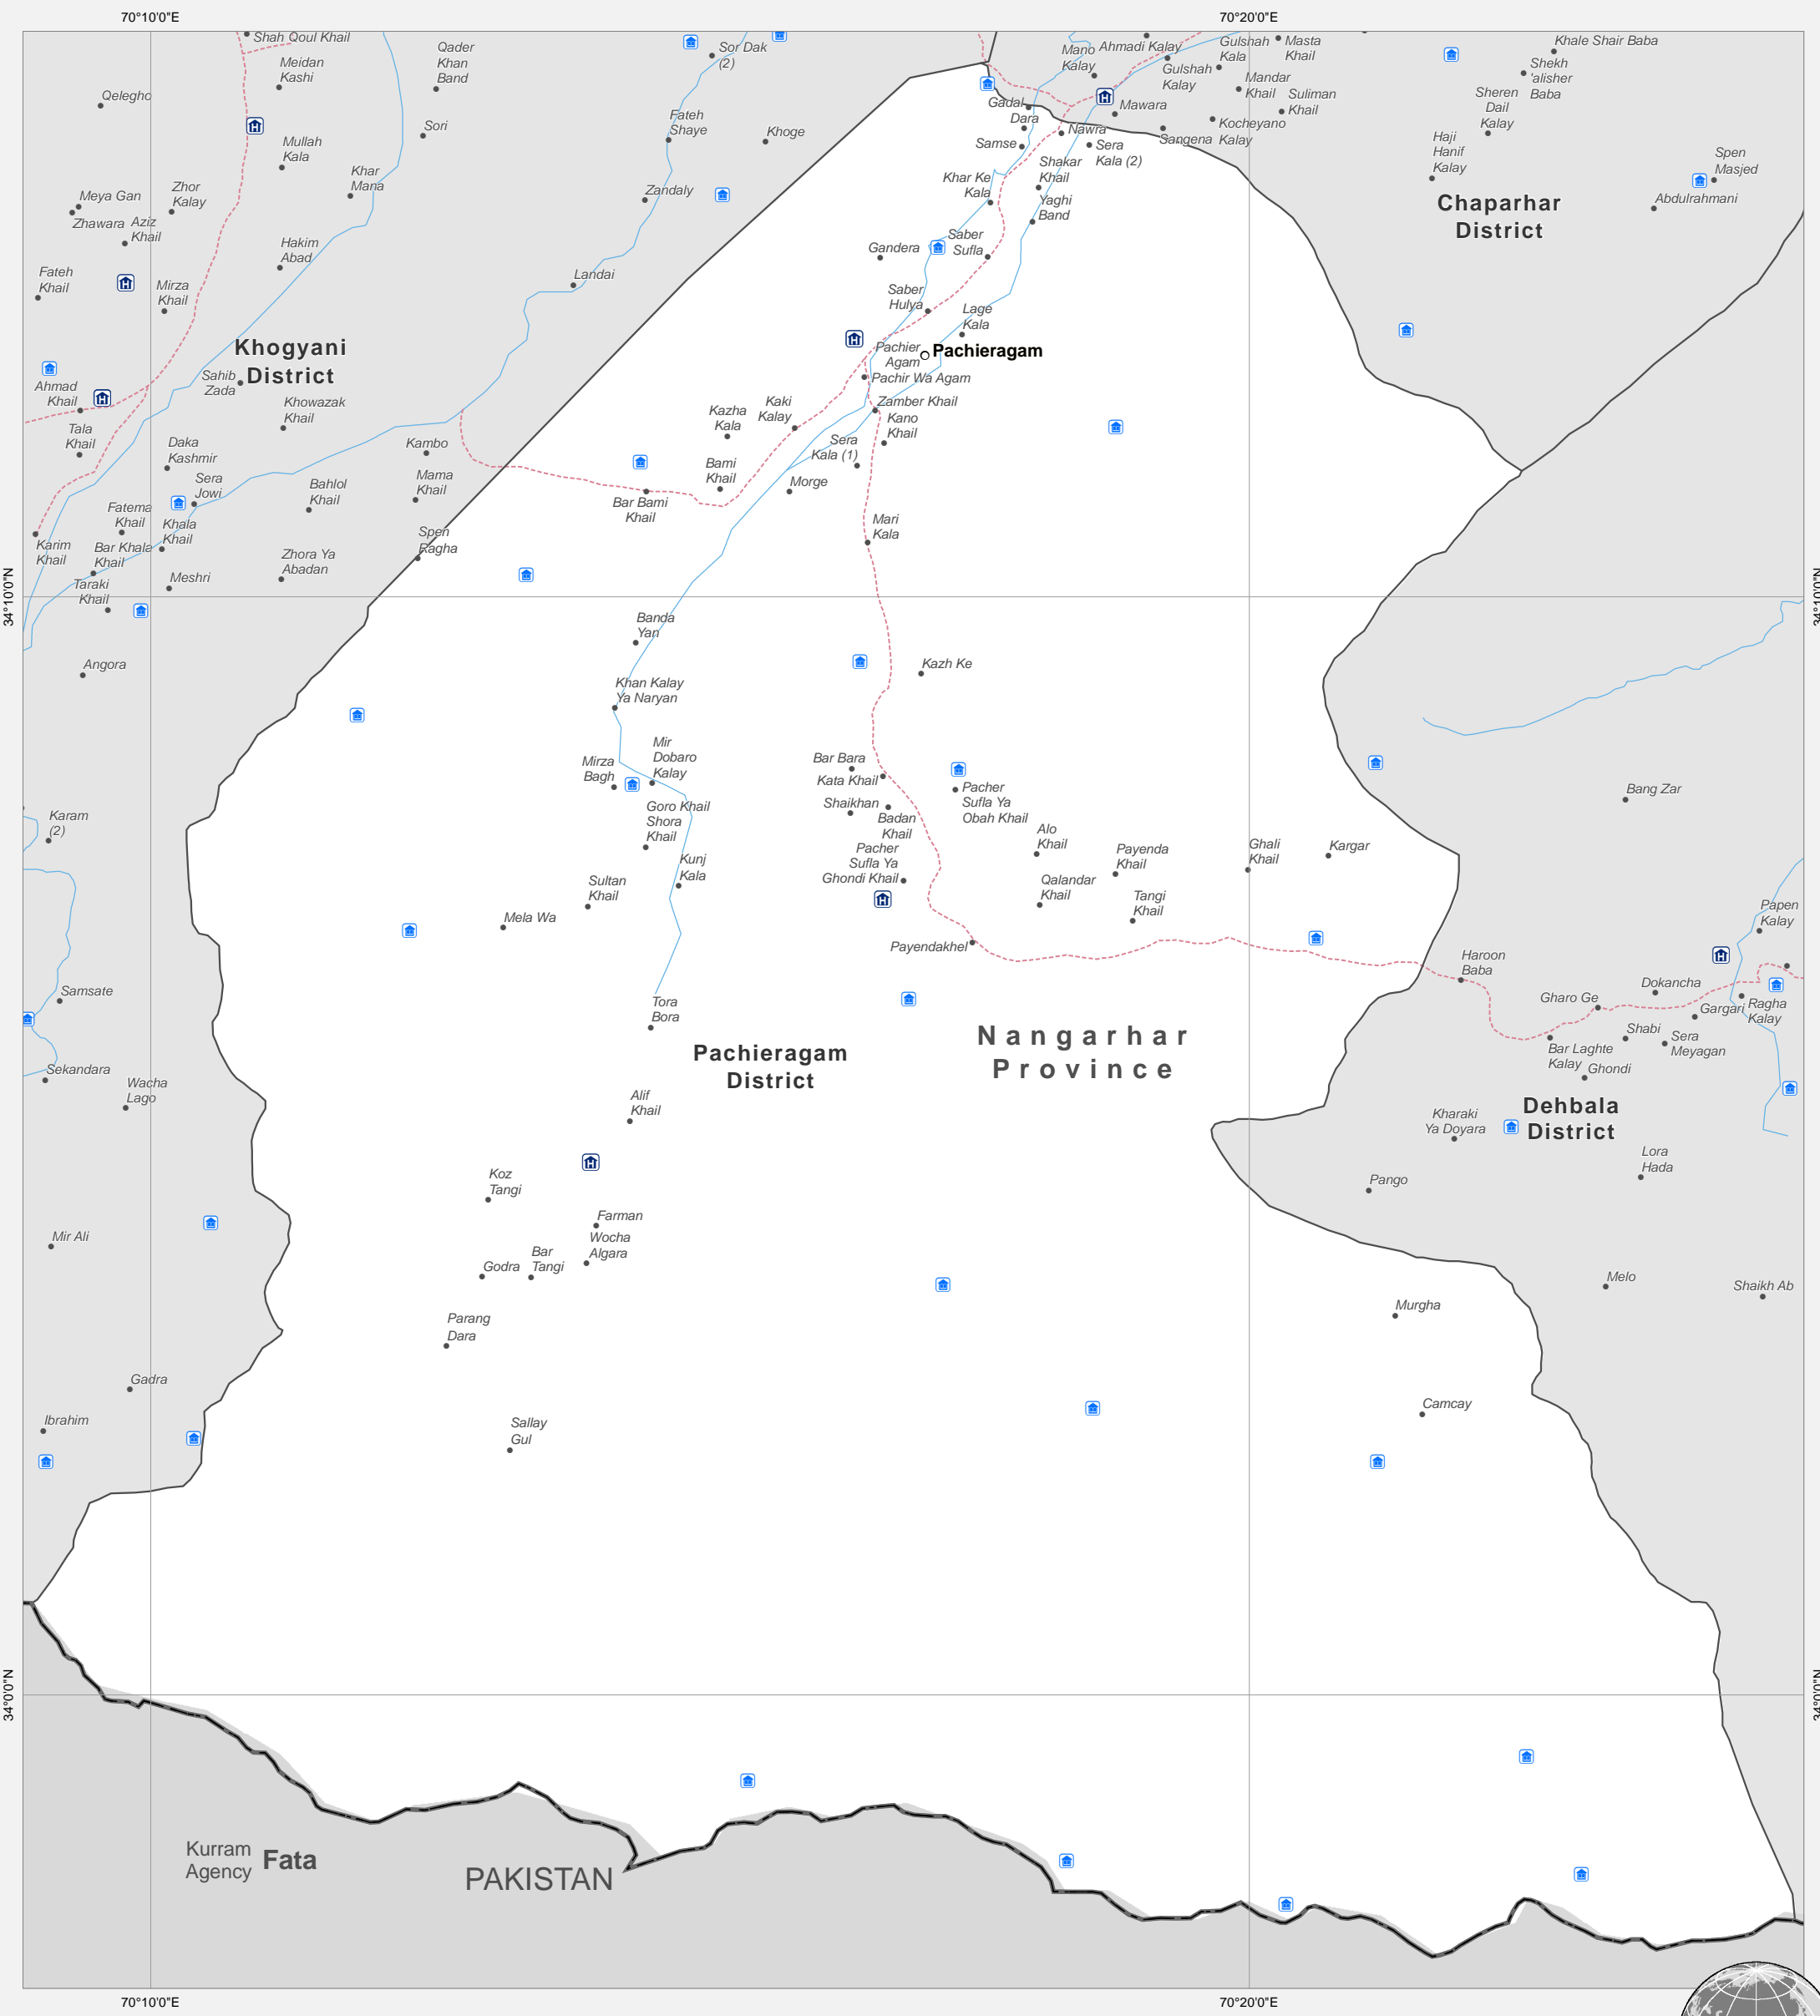 70°10'0"E
70°20'0"E
Shah Qoul Khail
Meidan
Kashi
Qader
Khan
Band
Sor Dak
(2)
Mano
Kalay
Ahmadi Kalay
Gulshah
Kala
Masta
Khail
Khale Shair Baba
Gulshah
Kalay
Mandar
Khail
Shekh
'alisher
Baba
Qelegho
Suliman
Khail
Sheren
Dail
Kalay
Gadal
Dara
Mawara
Fateh
Shaye
Khoge
Sori
Nawra
Sangena
Kocheyano
Kalay
Haji
Hanif
Kalay
Mullah
Kala
Samse
Sera
Kala (2)
Spen
Masjed
Khar
Mana
Shakar
Khail
Khar Ke
Kala
Zandaly
Zhor
Kalay
Meya Gan
Abdulrahmani
Yaghi
Band
Chaparhar
District
Zhawara
Aziz
Khail
Hakim
Abad
Gandera
Saber
Sufla
Fateh
Khail
Mirza
Khail
Landai
Saber
Hulya
Lage
Kala
Khogyani
District
Pachier
Agam
Pachieragam
Sahib
Zada
Pachir Wa Agam
Ahmad
Khail
Khowazak
Khail
Kazha
Kala
Kaki
Kalay
Zamber Khail
Kano
Khail
Tala
Khail
Daka
Kashmir
Kambo
Sera
Kala (1)
Sera
Jowi
Mama
Khail
Bami
Khail
Bahlol
Khail
Bar Bami
Khail
Morge
Fatema
Khail
Khala
Khail
Mari
Kala
Karim
Khail
Bar Khala
Khail
Zhora Ya
Abadan
Spen
Ragha
Taraki
Khail
Meshri
34°10'0"N
34°10'0"N
Banda
Yan
Angora
Kazh Ke
Khan Kalay
Ya Naryan
Mir
Dobaro
Kalay
Mirza
Bagh
Bar Bara
Kata Khail
Pacher
Sufla Ya
Obah Khail
Bang Zar
Karam
(2)
Goro Khail
Shora
Khail
Shaikhan
Badan
Khail
Alo
Khail
Payenda
Khail
Ghali
Khail
Kargar
Pacher
Sufla Ya
Ghondi Khail
Kunj
Kala
Sultan
Khail
Qalandar
Khail
Tangi
Khail
Mela Wa
Papen
Kalay
Payendakhel
Haroon
Baba
Samsate
Tora
Bora
Gharo Ge
Dokancha
Gargari
Ragha
Kalay
Nangarhar
Province
Shabi
Sera
Meyagan
Pachieragam
District
Bar Laghte
Kalay
Ghondi
Sekandara
Wacha
Lago
Alif
Khail
Dehbala
District
Kharaki
Ya Doyara
Lora
Hada
Koz
Tangi
Pango
Farman
Mir Ali
Wocha
Algara
Godra
Bar
Tangi
Melo
Shaikh Ab
Murgha
Parang
Dara
Gadra
Camcay
Ibrahim
Sallay
Gul
34°0'0"N
34°0'0"N
Kurram
Agency
Fata
PAKISTAN
70°10'0"E
70°20'0"E